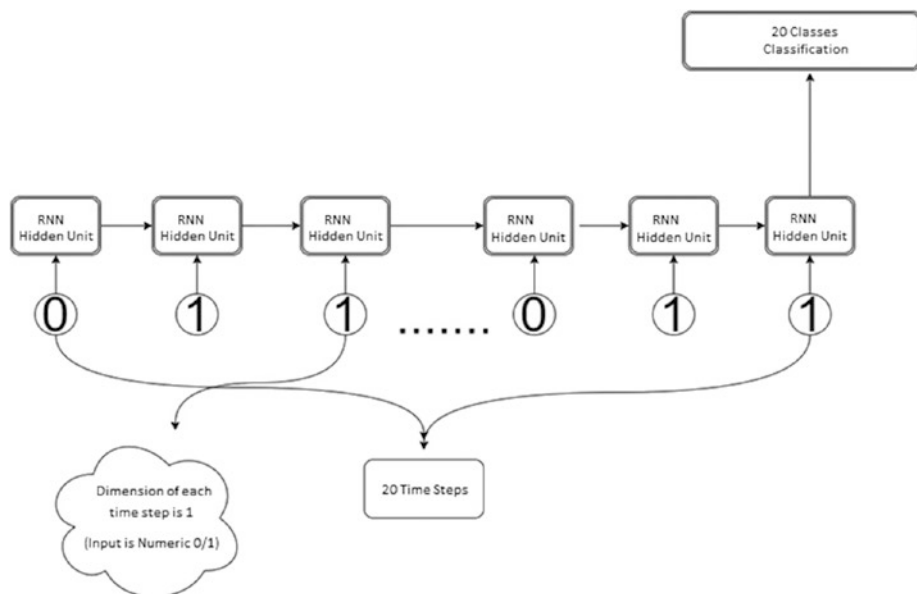 20 Classes
Classification
RNN
Hidden Unit
RNN
Hidden Unit
RNN
Hidden Unit
RNN
Hidden Unit
RNN
Hidden Unit
RNN
Hidden Unit
0
1
1
.......
0
1
1
Dimension of each
time step is 1
(Input is Numeric 0/1)
20 Time Steps